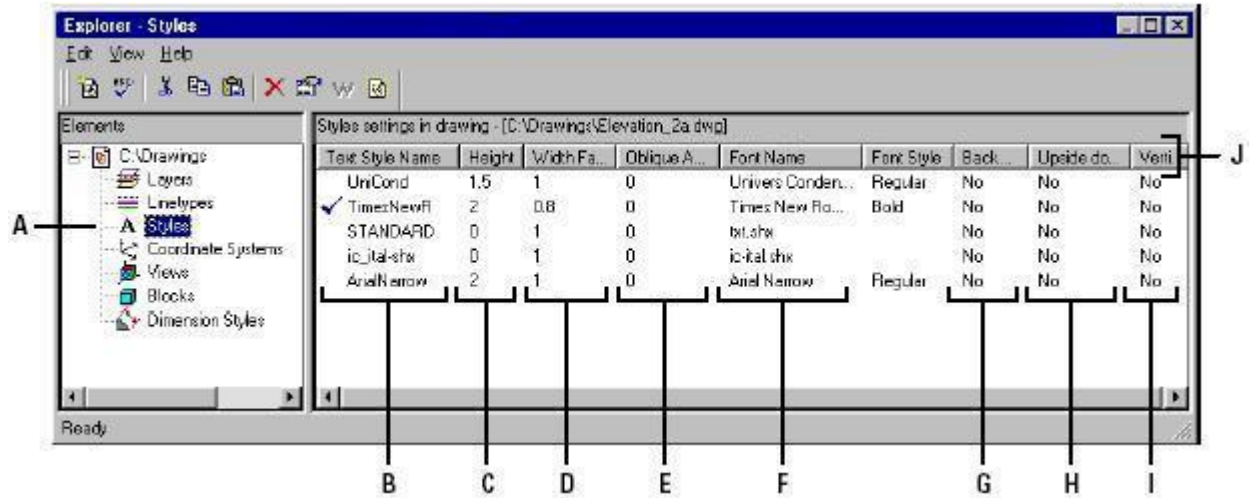 Explorer - Styles
Edit View Help
Elements
Styles settings in drawing - [C:\Drawings\Elevation_2a.dwg]
C:\Drawings
Layers
Linetypes
Styles
Coordinate Systems
Views
Blocks
Dimension Styles
Text Style Name Height Width Fa... Oblique A... Font Name Font Style Back... Upside do... Verti
UniCond 1.5 1 0 Univers Conden... Regular No No No
TimesNewR 2 0.8 0 Times New Ro... Bold No No No
STANDARD 0 1 0 txt.shx No No No
ic_ital-shx 0 1 0 ic-ital.shx No No No
ArialNarrow 2 1 0 Arial Narrow Regular No No No
Ready
A
J
B C D E F G H I